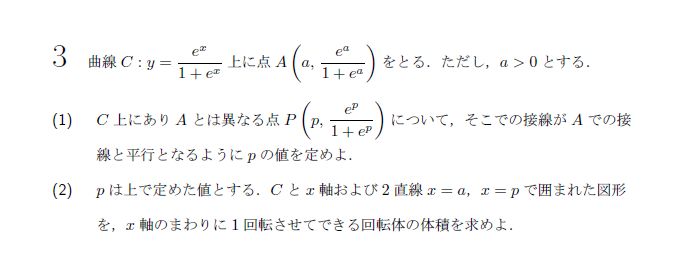 3 曲線 C : y = \frac{e^x}{1 + e^x} 上に点 A \left( a, \frac{e^a}{1 + e^a} \right) をとる．ただし，a > 0 とする．
(1) C 上にあり A とは異なる点 P \left( p, \frac{e^p}{1 + e^p} \right) について，そこでの接線が A での接
線と平行となるように p の値を定めよ．
(2) p は上で定めた値とする．C と x 軸および 2 直線 x = a，x = p で囲まれた図形
を，x 軸のまわりに 1 回転させてできる回転体の体積を求めよ．